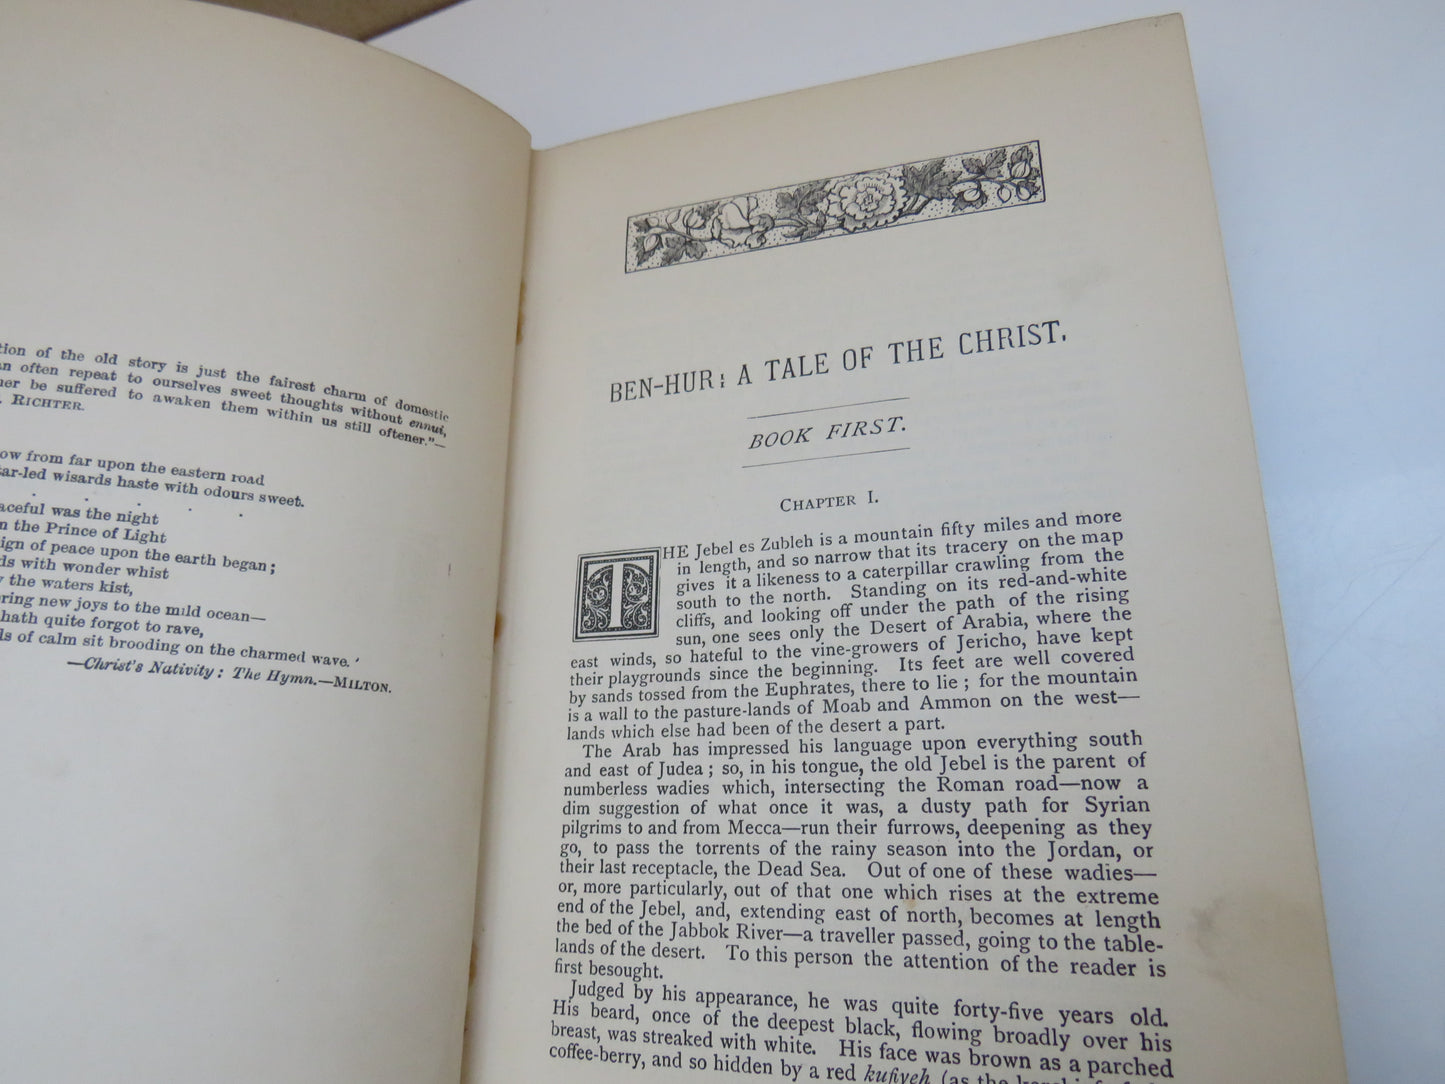 tion of the old story is just the fairest charm of domestic
often repeat to ourselves sweet thoughts without ennui,
be suffered to awaken them within us still oftener."—
RICHTER.
from far upon the eastern road
wisards haste with odours sweet.
. . . .
was the night
the Prince of Light
of peace upon the earth began;
with wonder whist
the waters kist,
new joys to the mild ocean—
hath quite forgot to rave,
of calm sit brooding on the charmed wave.'
—Christ's Nativity: The Hymn.—MILTON.
BEN-HUR: A TALE OF THE CHRIST.
BOOK FIRST.
CHAPTER I.
THE Jebel es Zubleh is a mountain fifty miles and more
in length, and so narrow that its tracery on the map
gives it a likeness to a caterpillar crawling from the
south to the north. Standing on its red-and-white
cliffs, and looking off under the path of the rising
sun, one sees only the Desert of Arabia, where the
east winds, so hateful to the vine-growers of Jericho, have kept
their playgrounds since the beginning. Its feet are well covered
by sands tossed from the Euphrates, there to lie; for the mountain
is a wall to the pasture-lands of Moab and Ammon on the west—
lands which else had been of the desert a part.
The Arab has impressed his language upon everything south
and east of Judea; so, in his tongue, the old Jebel is the parent of
numberless wadies which, intersecting the Roman road—now a
dim suggestion of what once it was, a dusty path for Syrian
pilgrims to and from Mecca—run their furrows, deepening as they
go, to pass the torrents of the rainy season into the Jordan, or
their last receptacle, the Dead Sea. Out of one of these wadies—
or, more particularly, out of that one which rises at the extreme
end of the Jebel, and, extending east of north, becomes at length
the bed of the Jabbok River—a traveller passed, going to the table-
lands of the desert. To this person the attention of the reader is
first besought.
Judged by his appearance, he was quite forty-five years old.
His beard, once of the deepest black, flowing broadly over his
breast, was streaked with white. His face was brown as a parched
coffee-berry, and so hidden by a red kufiyeh (as the